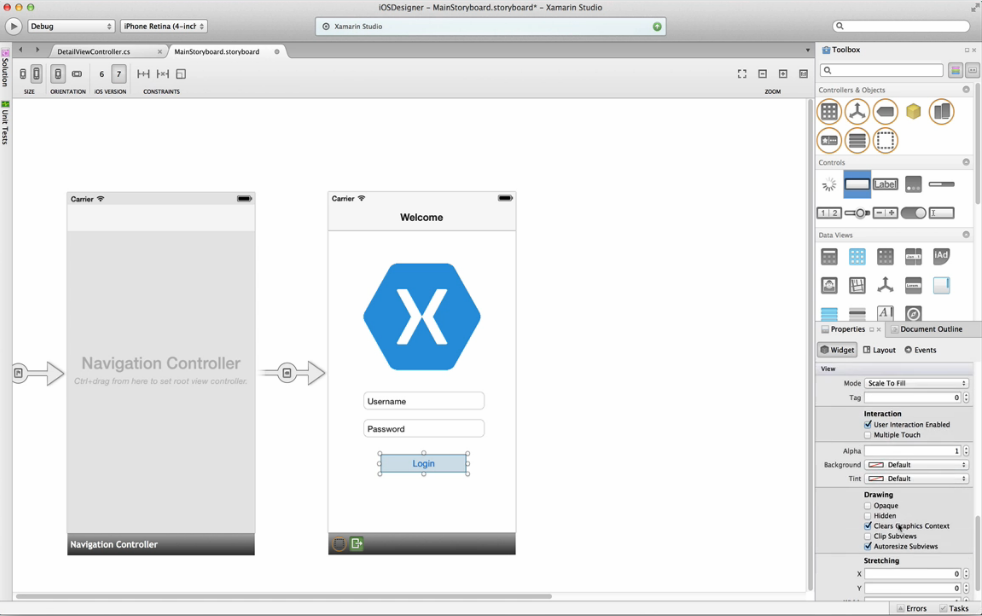 iOSDesigner – MainStoryboard.storyboard* – Xamarin Studio
Debug
iPhone Retina (4-inch
Xamarin Studio
Solution
Unit Tests
DetailViewController.cs
MainStoryboard.storyboard
6 7
SIZE ORIENTATION iOS VERSION CONSTRAINTS ZOOM
Carrier
Navigation Controller
Ctrl+drag from here to set root view controller.
Navigation Controller
Carrier
Welcome
X
Username
Password
Login
Toolbox
Controllers & Objects
Controls
Label
1 2
Data Views
iAd
A
Properties
Document Outline
Widget Layout Events
View
Mode Scale To Fill
Tag 0
Interaction
User Interaction Enabled
Multiple Touch
Alpha 1
Background Default
Tint Default
Drawing
Opaque
Hidden
Clears Graphics Context
Clip Subviews
Autoresize Subviews
Stretching
X 0
Y 0
Errors Tasks